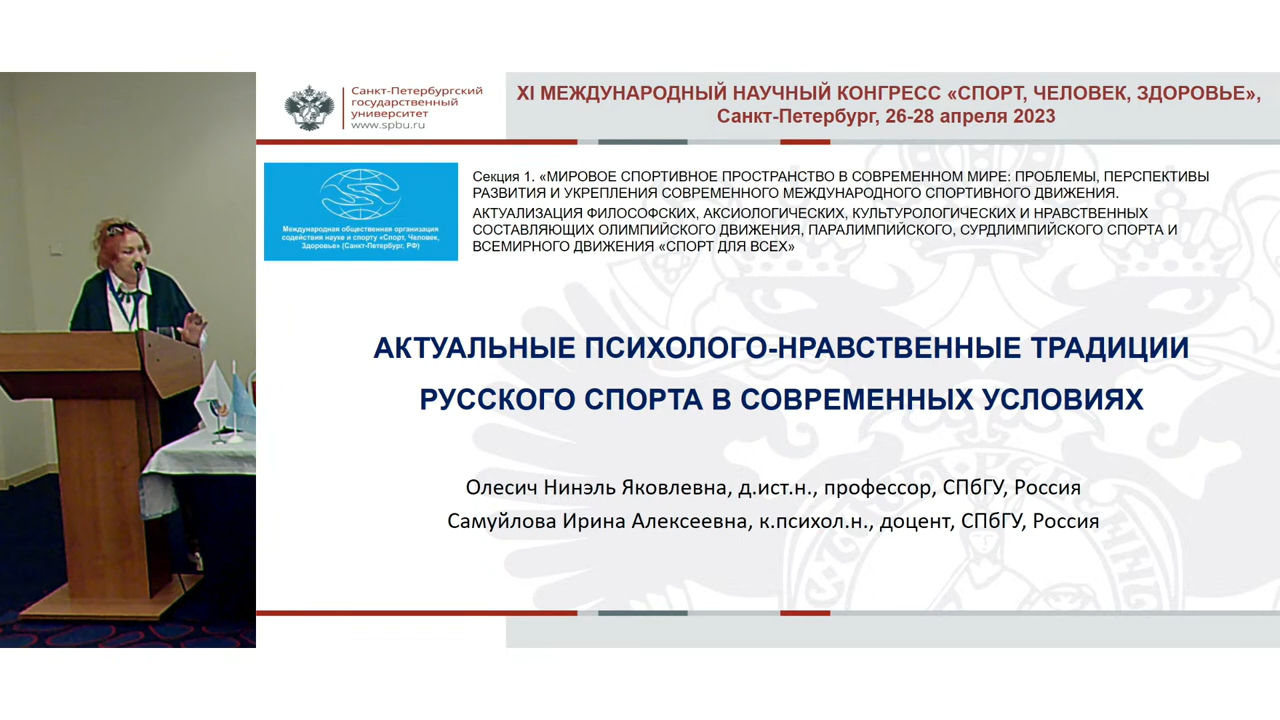 Санкт-Петербургский
государственный
университет
www.spbu.ru
XI МЕЖДУНАРОДНЫЙ НАУЧНЫЙ КОНГРЕСС «СПОРТ, ЧЕЛОВЕК, ЗДОРОВЬЕ»,
Санкт-Петербург, 26-28 апреля 2023
Международная общественная организация
содействия науке и спорту «Спорт, Человек,
Здоровье» (Санкт-Петербург, РФ)
Секция 1. «МИРОВОЕ СПОРТИВНОЕ ПРОСТРАНСТВО В СОВРЕМЕННОМ МИРЕ: ПРОБЛЕМЫ, ПЕРСПЕКТИВЫ
РАЗВИТИЯ И УКРЕПЛЕНИЯ СОВРЕМЕННОГО МЕЖДУНАРОДНОГО СПОРТИВНОГО ДВИЖЕНИЯ.
АКТУАЛИЗАЦИЯ ФИЛОСОФСКИХ, АКСИОЛОГИЧЕСКИХ, КУЛЬТУРОЛОГИЧЕСКИХ И НРАВСТВЕННЫХ
СОСТАВЛЯЮЩИХ ОЛИМПИЙСКОГО ДВИЖЕНИЯ, ПАРАЛИМПИЙСКОГО, СУРДЛИМПИЙСКОГО СПОРТА И
ВСЕМИРНОГО ДВИЖЕНИЯ «СПОРТ ДЛЯ ВСЕХ»
АКТУАЛЬНЫЕ ПСИХОЛОГО-НРАВСТВЕННЫЕ ТРАДИЦИИ
РУССКОГО СПОРТА В СОВРЕМЕННЫХ УСЛОВИЯХ
Олесич Нинэль Яковлевна, д.ист.н., профессор, СПбГУ, Россия
Самуйлова Ирина Алексеевна, к.психол.н., доцент, СПбГУ, Россия